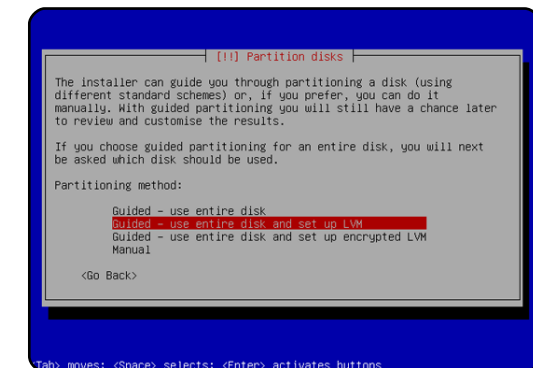 [!!] Partition disks
The installer can guide you through partitioning a disk (using
different standard schemes) or, if you prefer, you can do it
manually. With guided partitioning you will still have a chance later
to review and customise the results.
If you choose guided partitioning for an entire disk, you will next
be asked which disk should be used.
Partitioning method:
Guided - use entire disk
Guided - use entire disk and set up LVM
Guided - use entire disk and set up encrypted LVM
Manual
<Go Back>
<Tab> moves; <Space> selects; <Enter> activates buttons